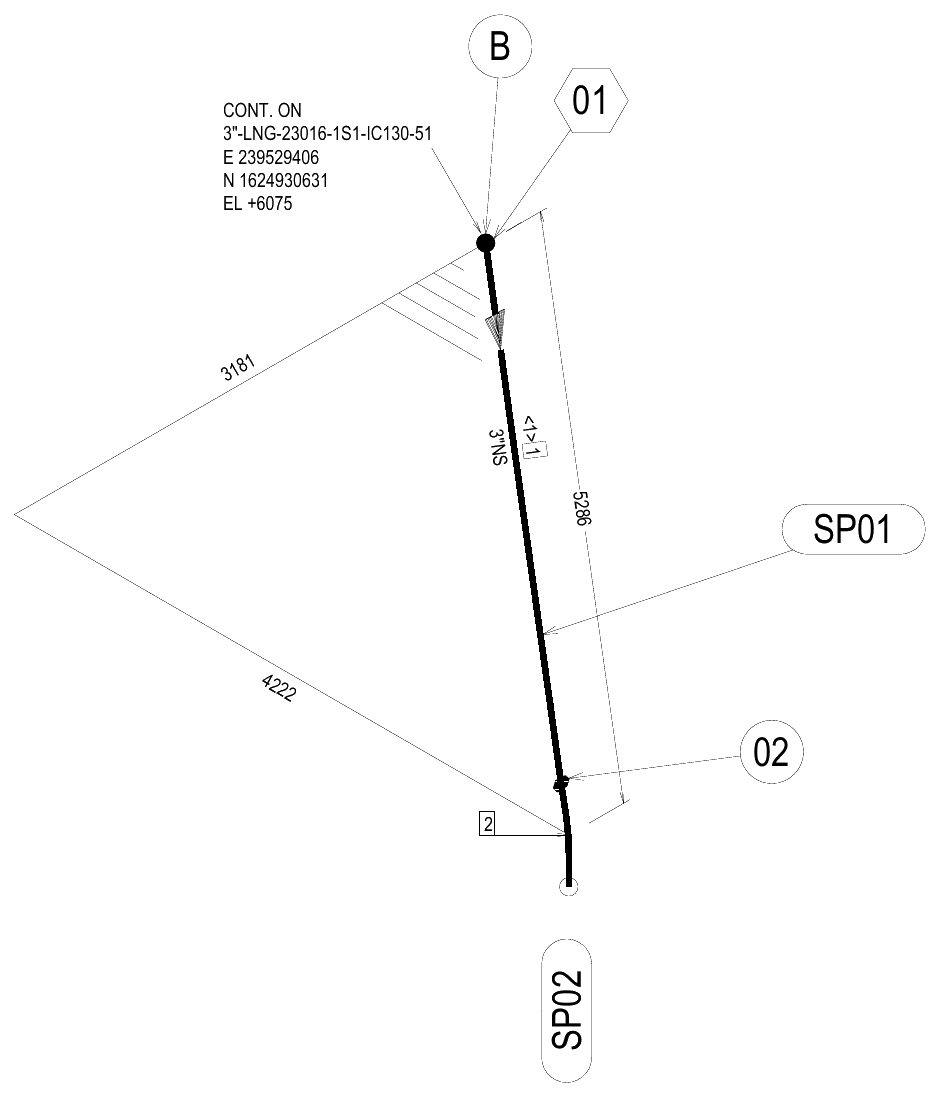 B
01
CONT. ON
3"-LNG-23016-1S1-IC130-51
E 239529406
N 1624930631
EL +6075
3181
<1> 1
3"NS
5286
SP01
4222
02
2
SP02